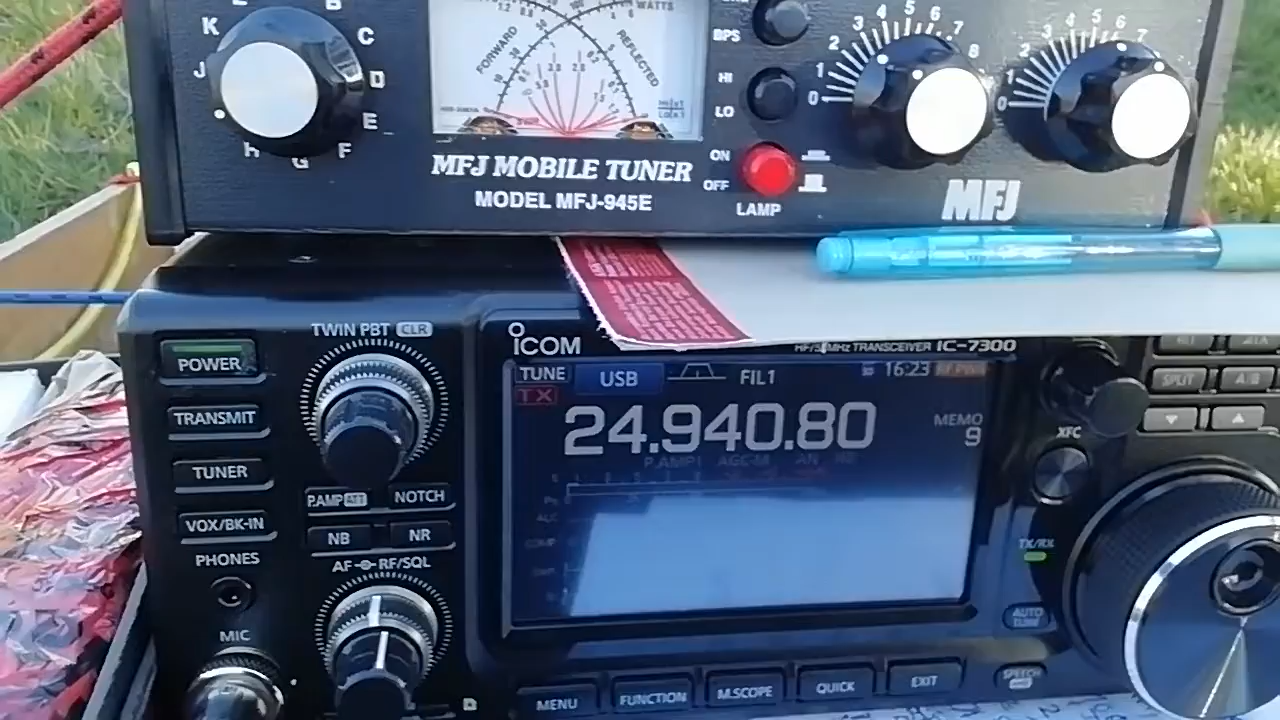 K
B
C
J
D
E
H
G
F
WATTS
FORWARD
REFLECTED
BPS
HI
LO
ON
OFF
LAMP
0 1 2 3 4 5 6 7 8
0 1 2 3 4 5 6 7
MFJ MOBILE TUNER
MODEL MFJ-945E
MFJ
POWER
TRANSMIT
TUNER
VOX/BK-IN
PHONES
MIC
TWIN PBT CLR
P.AMP ATT
NOTCH
NB
NR
AF RF/SQL
ICOM
HF/50MHz TRANSCEIVER IC-7300
TUNE USB FIL1 16:23
TX
24.940.80
MEMO
9
P.AMP1 AGC-M AN
MENU
FUNCTION
M.SCOPE
QUICK
EXIT
SPLIT
A/B
XFC
TX/RX
AUTO
TUNE
SPEECH